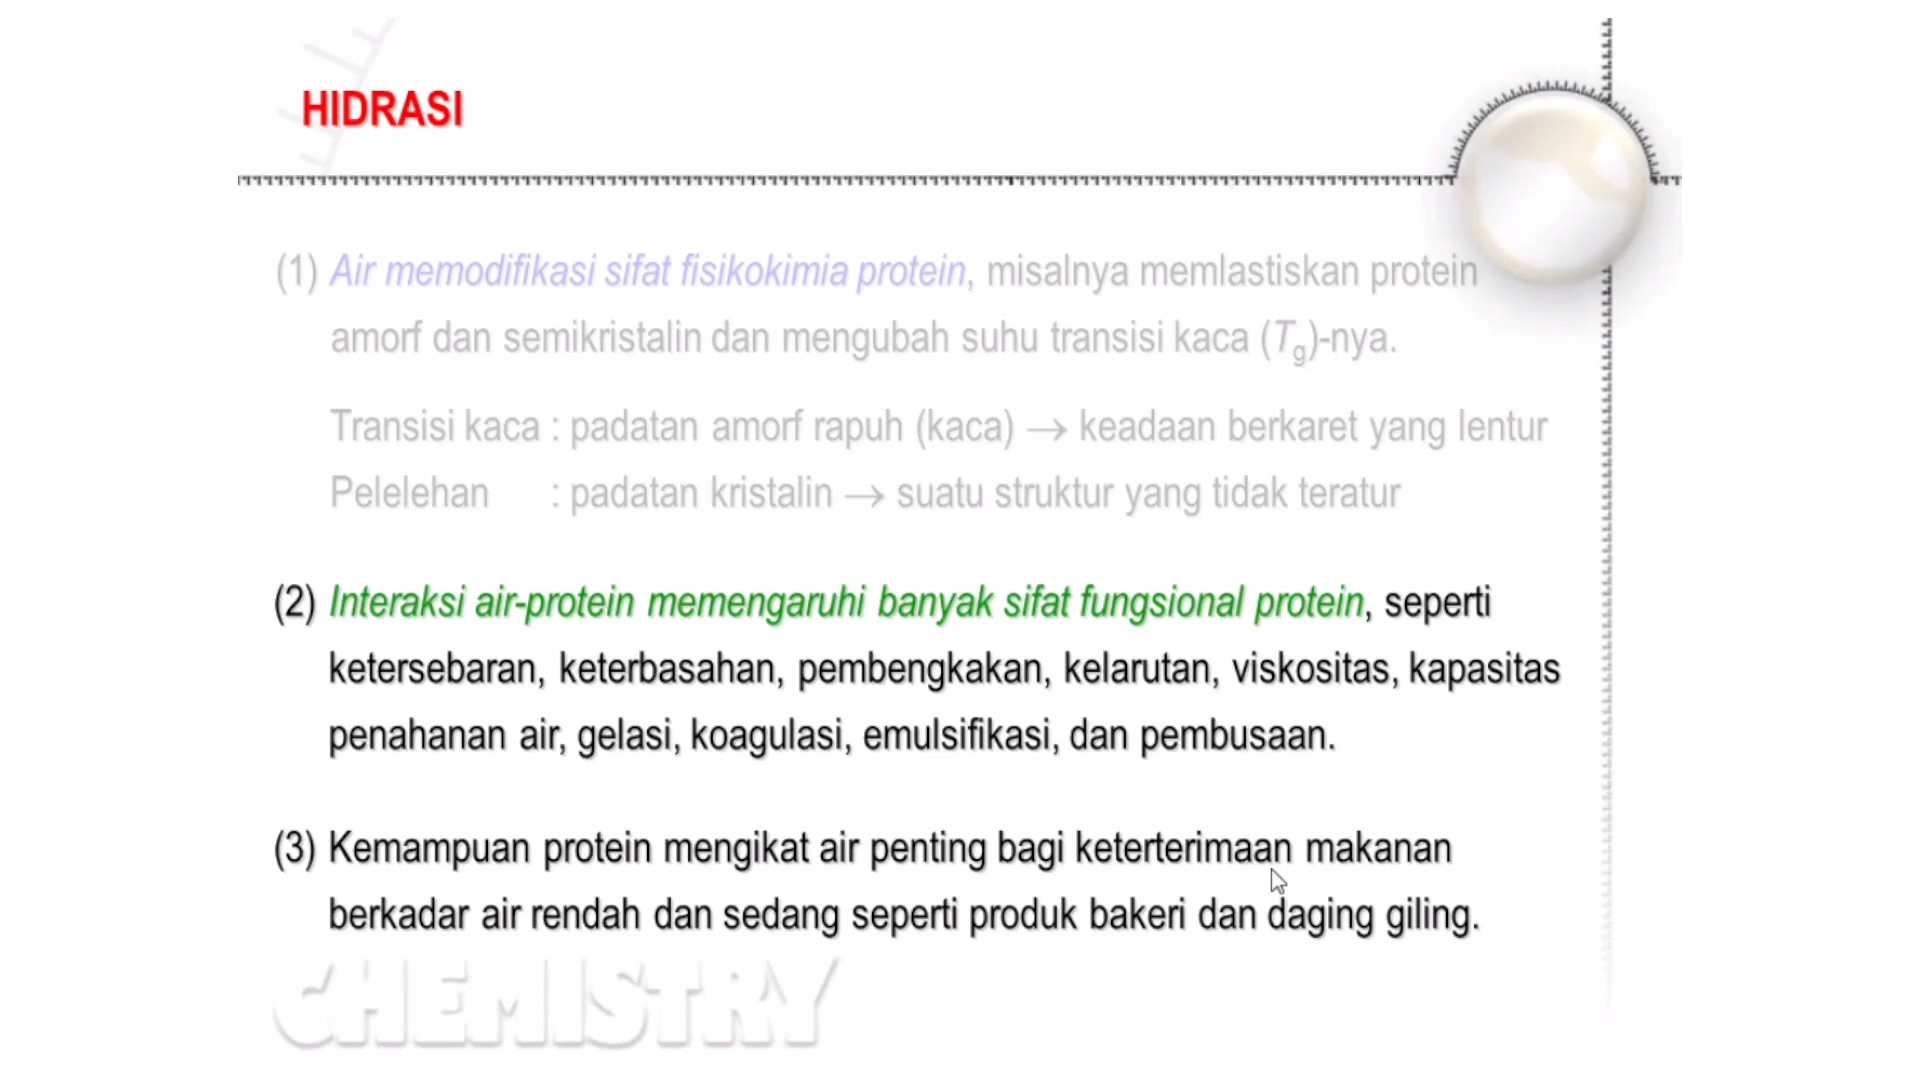 HIDRASI
(1) Air memodifikasi sifat fisikokimia protein, misalnya memlastiskan protein
amorf dan semikristalin dan mengubah suhu transisi kaca (Tg)-nya.
Transisi kaca : padatan amorf rapuh (kaca) → keadaan berkaret yang lentur
Pelelehan : padatan kristalin → suatu struktur yang tidak teratur
(2) Interaksi air-protein memengaruhi banyak sifat fungsional protein, seperti
ketersebaran, keterbasahan, pembengkakan, kelarutan, viskositas, kapasitas
penahanan air, gelasi, koagulasi, emulsifikasi, dan pembusaan.
(3) Kemampuan protein mengikat air penting bagi keterterimaan makanan
berkadar air rendah dan sedang seperti produk bakeri dan daging giling.
CHEMISTRY